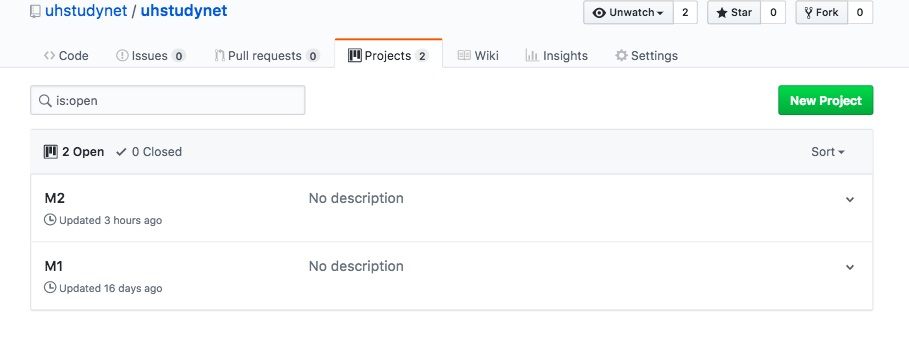 uhstudynet / uhstudynet
Unwatch 2 Star 0 Fork 0
Code Issues 0 Pull requests 0 Projects 2 Wiki Insights Settings
is:open
New Project
2 Open 0 Closed Sort
M2 No description
Updated 3 hours ago
M1 No description
Updated 16 days ago